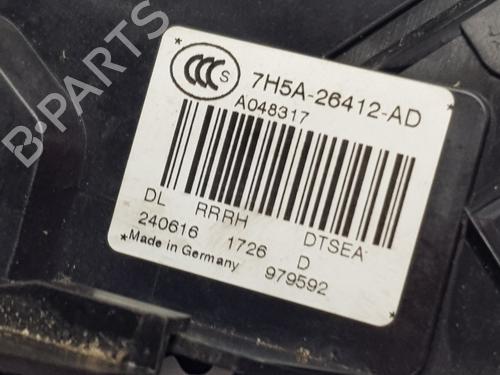 B-PARTS
CCC S
7H5A-26412-AD
A048317
DL RRRH DTSEA
240616 1726 D
*Made in Germany 979592